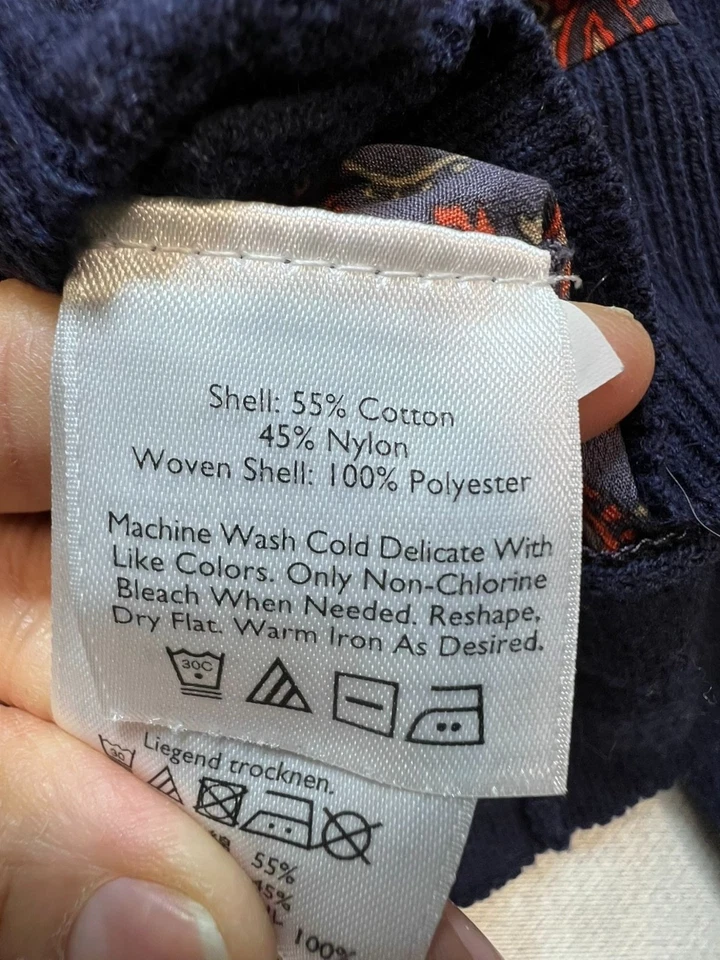 Shell: 55% Cotton
45% Nylon
Woven Shell: 100% Polyester
Machine Wash Cold Delicate With
Like Colors. Only Non-Chlorine
Bleach When Needed. Reshape,
Dry Flat. Warm Iron As Desired.
30C
Liegend trocknen.
30
55%
45%
100%